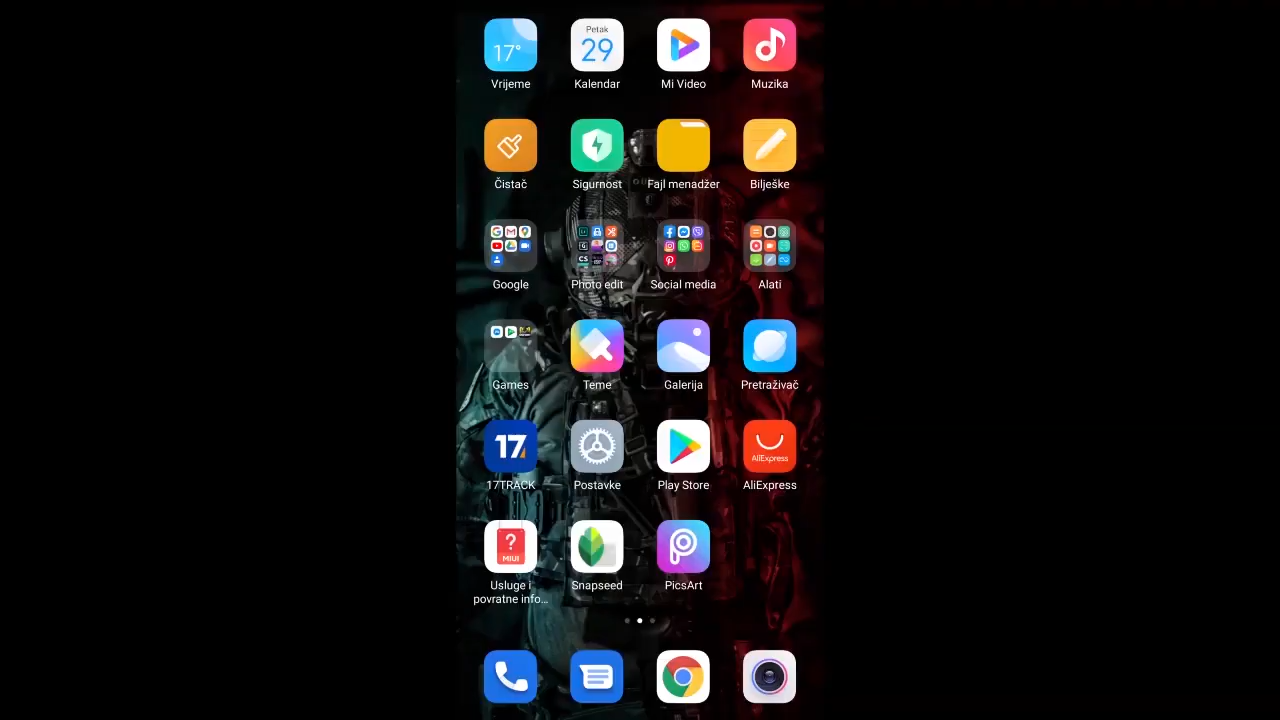 17°
Petak
29
Vrijeme
Kalendar
Mi Video
Muzika
Čistač
Sigurnost
Fajl menadžer
Bilješke
CS
Google
Photo edit
Social media
Alati
Games
Teme
Galerija
Pretraživač
17
AliExpress
17TRACK
Postavke
Play Store
AliExpress
?
MIUI
Usluge i
povratne info...
Snapseed
PicsArt